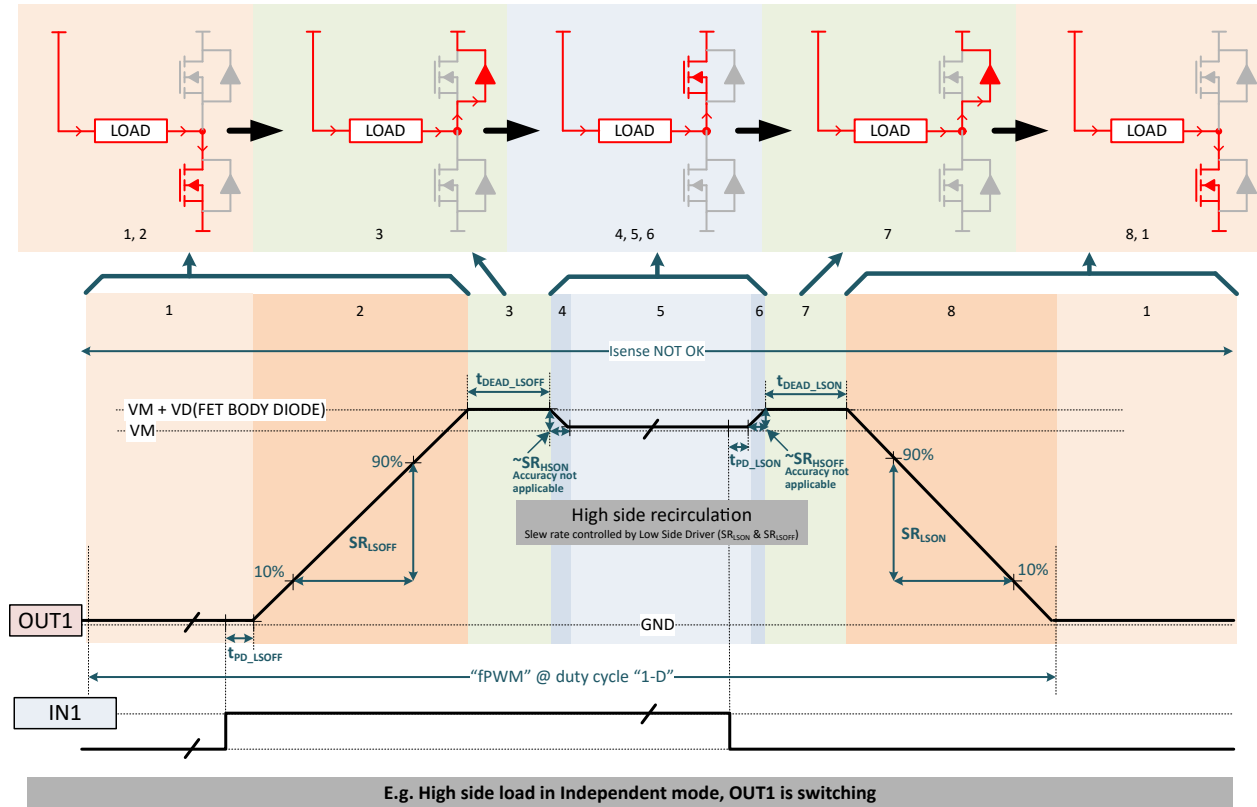 LOAD
LOAD
LOAD
LOAD
LOAD
1, 2
3
4, 5, 6
7
8, 1
1
2
3
4
5
6
7
8
1
Isense NOT OK
tDEAD_LSOFF
tDEAD_LSON
VM + VD(FET BODY DIODE)
VM
90%
~SRHSON
Accuracy not
applicable
tPD_LSON
~SRHSOFF
Accuracy not
applicable
90%
High side recirculation
Slew rate controlled by Low Side Driver (SRLSON & SRLSOFF)
SRLSOFF
SRLSON
10%
10%
OUT1
GND
tPD_LSOFF
“fPWM” @ duty cycle “1-D”
IN1
E.g. High side load in Independent mode, OUT1 is switching